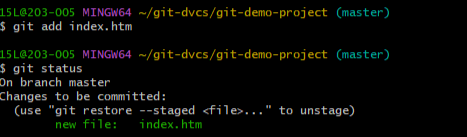 15L@203-005 MINGW64 ~/git-dvcs/git-demo-project (master)
$ git add index.htm
15L@203-005 MINGW64 ~/git-dvcs/git-demo-project (master)
$ git status
On branch master
Changes to be committed:
(use "git restore --staged <file>..." to unstage)
new file: index.htm